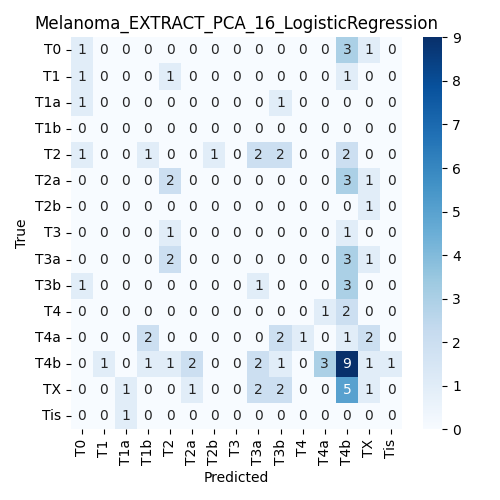 Melanoma_EXTRACT_PCA_16_LogisticRegression
T0 1 0 0 0 0 0 0 0 0 0 0 0 3 1 0
T1 1 0 0 0 1 0 0 0 0 0 0 0 1 0 0
T1a 1 0 0 0 0 0 0 0 0 1 0 0 0 0 0
T1b 0 0 0 0 0 0 0 0 0 0 0 0 0 0 0
T2 1 0 0 1 0 0 1 0 2 2 0 0 2 0 0
T2a 0 0 0 0 2 0 0 0 0 0 0 0 3 1 0
T2b 0 0 0 0 0 0 0 0 0 0 0 0 0 1 0
T3 0 0 0 0 1 0 0 0 0 0 0 0 1 0 0
T3a 0 0 0 0 2 0 0 0 0 0 0 0 3 1 0
T3b 1 0 0 0 0 0 0 0 1 0 0 0 3 0 0
T4 0 0 0 0 0 0 0 0 0 0 0 1 2 0 0
T4a 0 0 0 2 0 0 0 0 0 2 1 0 1 2 0
T4b 0 1 0 1 1 2 0 0 2 1 0 3 9 1 1
TX 0 0 1 0 0 1 0 0 2 2 0 0 5 1 0
Tis 0 0 1 0 0 0 0 0 0 0 0 0 0 0 0
T0 T1 T1a T1b T2 T2a T2b T3 T3a T3b T4 T4a T4b TX Tis
Predicted
True
9
8
7
6
5
4
3
2
1
0